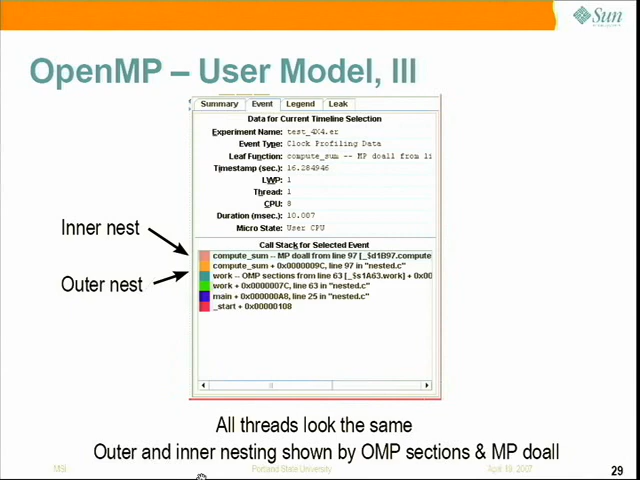 Sun
OpenMP – User Model, III
Summary Event Legend Leak
Data for Current Timeline Selection
Experiment Name: test_4X4.er
Event Type: Clock Profiling Data
Leaf Function: compute_sum -- MP doall from li
Timestamp (sec.): 16.284946
LWP: 1
Thread: 1
CPU: 8
Duration (msec.): 10.007
Micro State: User CPU
Call Stack for Selected Event
Inner nest
compute_sum -- MP doall from line 97 [_$d1B97.compute
compute_sum + 0x0000009C, line 97 in "nested.c"
Outer nest
work -- OMP sections from line 63 [_$s1A63.work] + 0x00
work + 0x0000007C, line 63 in "nested.c"
main + 0x000000A8, line 25 in "nested.c"
_start + 0x00000108
All threads look the same
Outer and inner nesting shown by OMP sections & MP doall
MSI Portland State University April 19, 2007 29